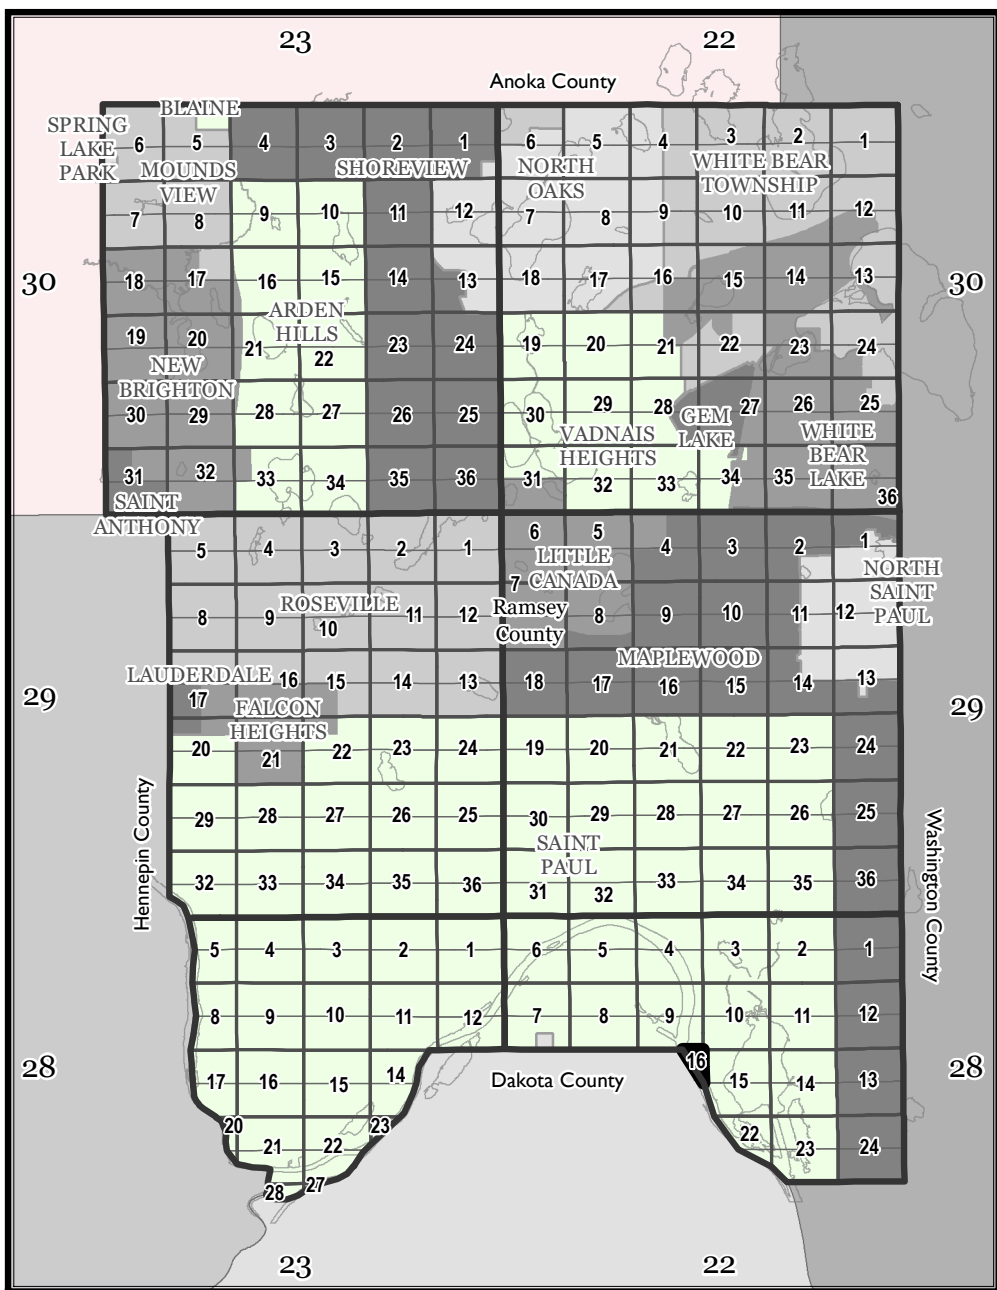 23 22
Anoka County
BLAINE
SPRING
LAKE
PARK
6 5 4 3 2 1 6 5 4 3 2 1
MOUNDS
VIEW
SHOREVIEW
NORTH
OAKS
WHITE BEAR
TOWNSHIP
7 8 9 10 11 12 7 8 9 10 11 12
30 18 17 16 15 14 13 18 17 16 15 14 13 30
ARDEN
HILLS
19 20 21 22 23 24 19 20 21 22 23 24
NEW
BRIGHTON
30 29 28 27 26 25 30 29 28 27 26 25
GEM
LAKE
VADNAIS
HEIGHTS
WHITE
BEAR
LAKE
31 32 33 34 35 36 31 32 33 34 35 36
SAINT
ANTHONY
5 4 3 2 1 6 5 4 3 2 1
LITTLE
CANADA
NORTH
SAINT
PAUL
8 9 10 11 12 7 8 9 10 11 12
ROSEVILLE
Ramsey
County
MAPLEWOOD
LAUDERDALE
29 17 16 15 14 13 18 17 16 15 14 13 29
FALCON
HEIGHTS
20 21 22 23 24 19 20 21 22 23 24
Hennepin County
Washington County
29 28 27 26 25 30 29 28 27 26 25
SAINT
PAUL
32 33 34 35 36 31 32 33 34 35 36
5 4 3 2 1 6 5 4 3 2 1
8 9 10 11 12 7 8 9 10 11 12
28 17 16 15 14 16 15 14 13 28
Dakota County
20 21 22 23 22 23 24
28 27
23 22